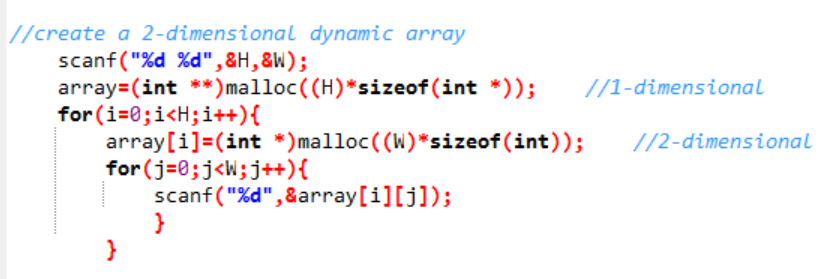 //create a 2-dimensional dynamic array
scanf("%d %d",&H,&W);
array=(int **)malloc((H)*sizeof(int *));    //1-dimensional
for(i=0;i<H;i++){
array[i]=(int *)malloc((W)*sizeof(int));    //2-dimensional
for(j=0;j<W;j++){
scanf("%d",&array[i][j]);
}
}